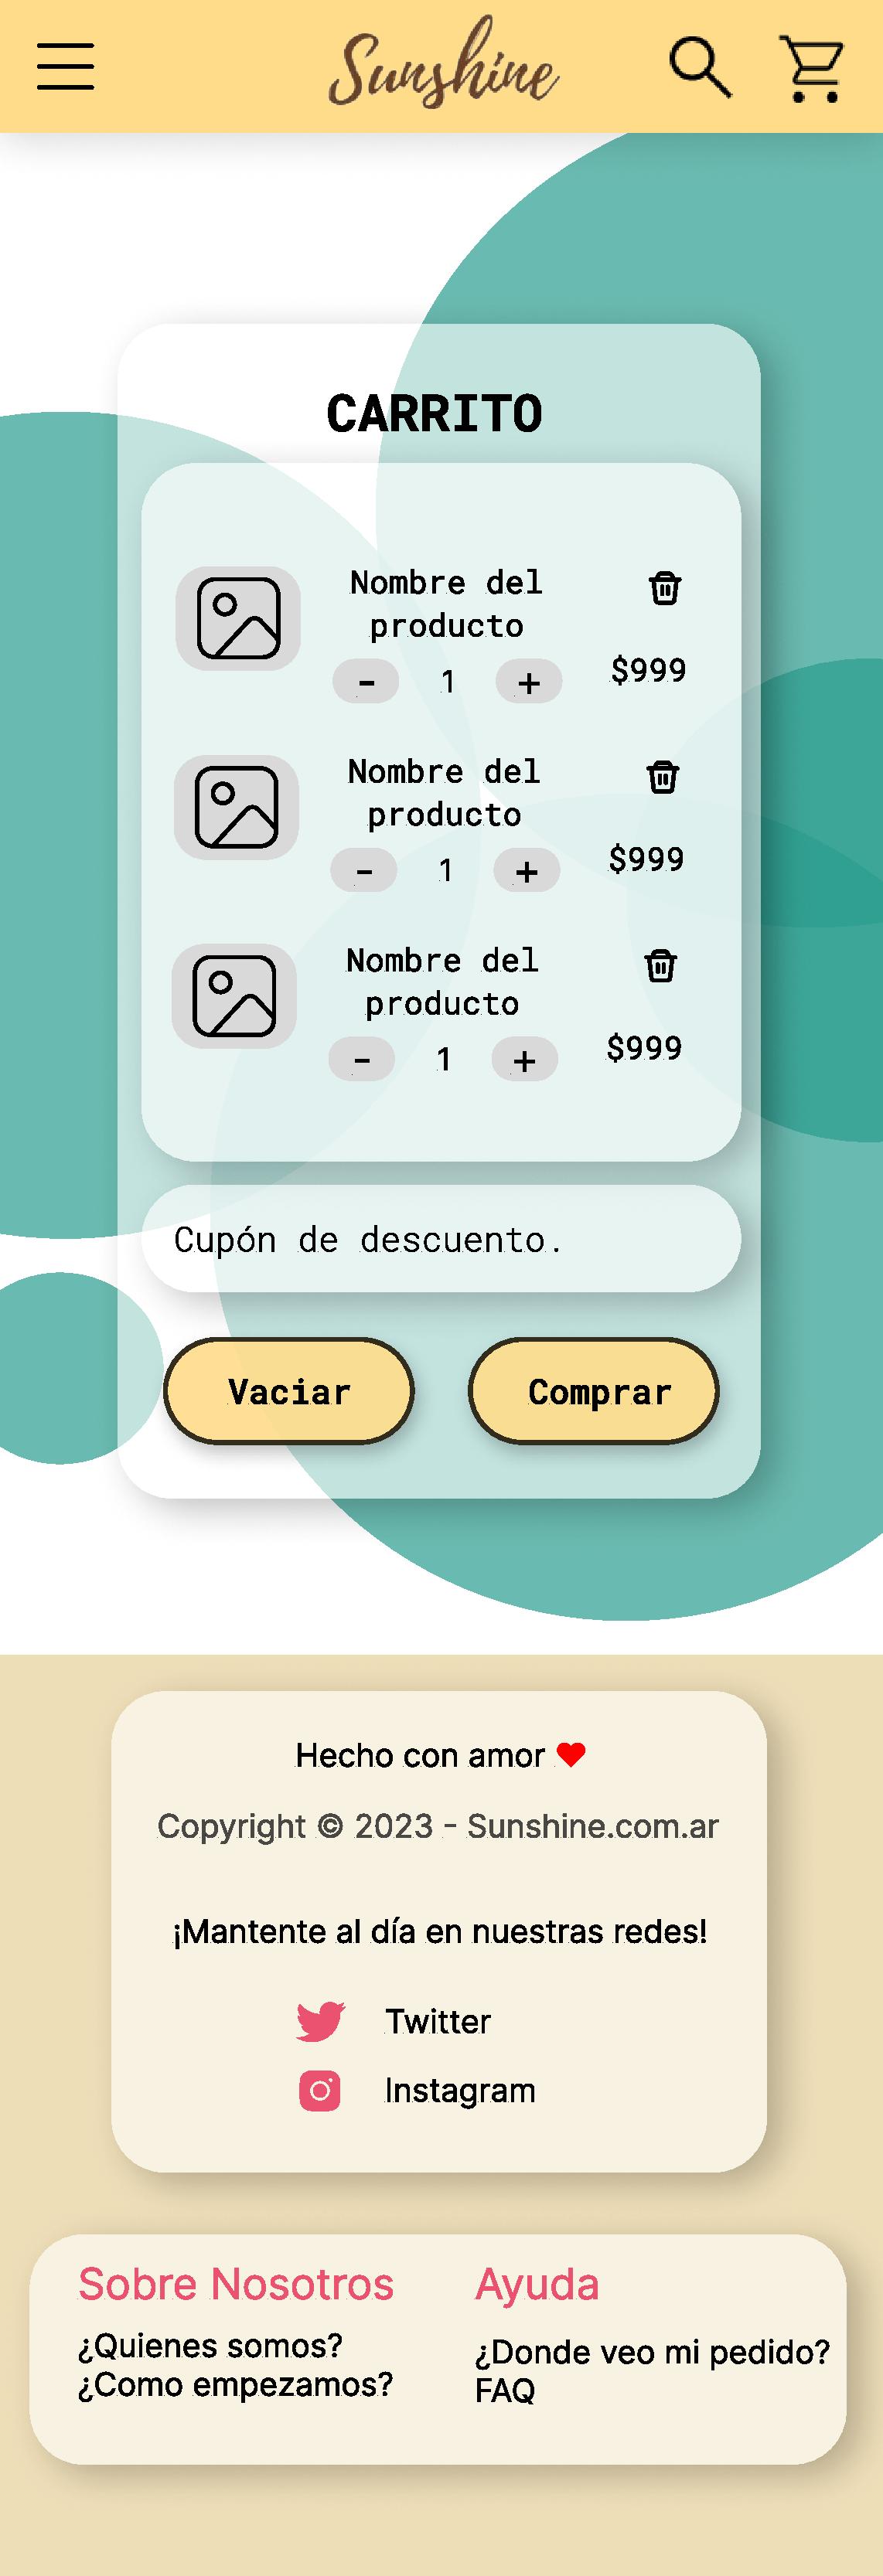 Sunshine
CARRITO
Nombre del
producto
- 1 +
$999
Nombre del
producto
- 1 +
$999
Nombre del
producto
- 1 +
$999
Cupón de descuento.
Vaciar
Comprar
Hecho con amor ❤
Copyright © 2023 - Sunshine.com.ar
¡Mantente al día en nuestras redes!
Twitter
Instagram
Sobre Nosotros
¿Quienes somos?
¿Como empezamos?
Ayuda
¿Donde veo mi pedido?
FAQ